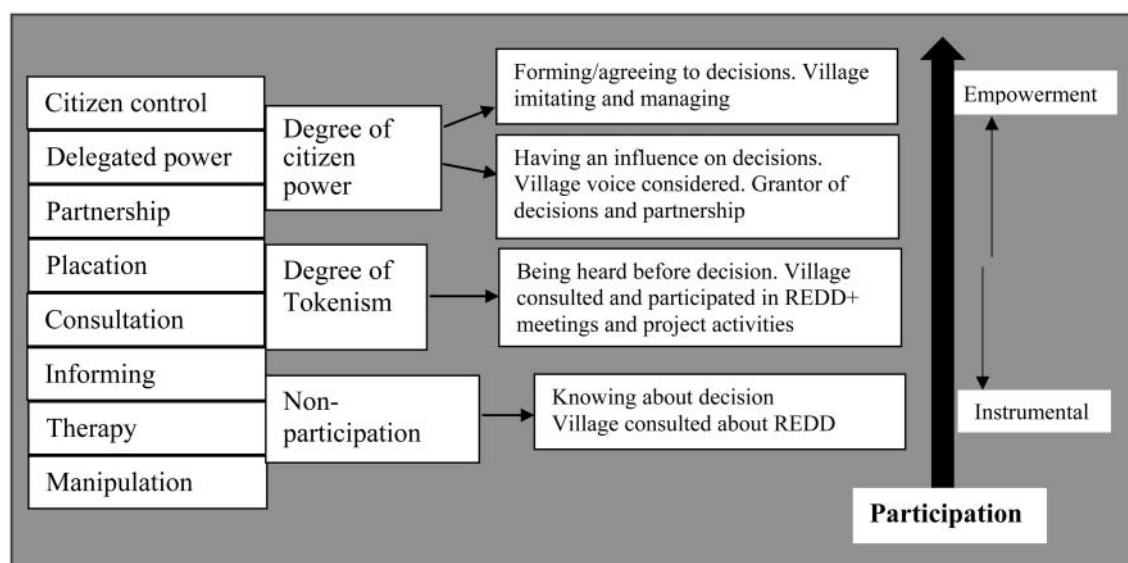 Citizen control
Delegated power
Partnership
Placation
Consultation
Informing
Therapy
Manipulation
Degree of
citizen
power
Degree of
Tokenism
Non-
participation
Forming/agreeing to decisions. Village
imitating and managing
Having an influence on decisions.
Village voice considered. Grantor of
decisions and partnership
Being heard before decision. Village
consulted and participated in REDD+
meetings and project activities
Knowing about decision
Village consulted about REDD
Empowerment
Instrumental
Participation